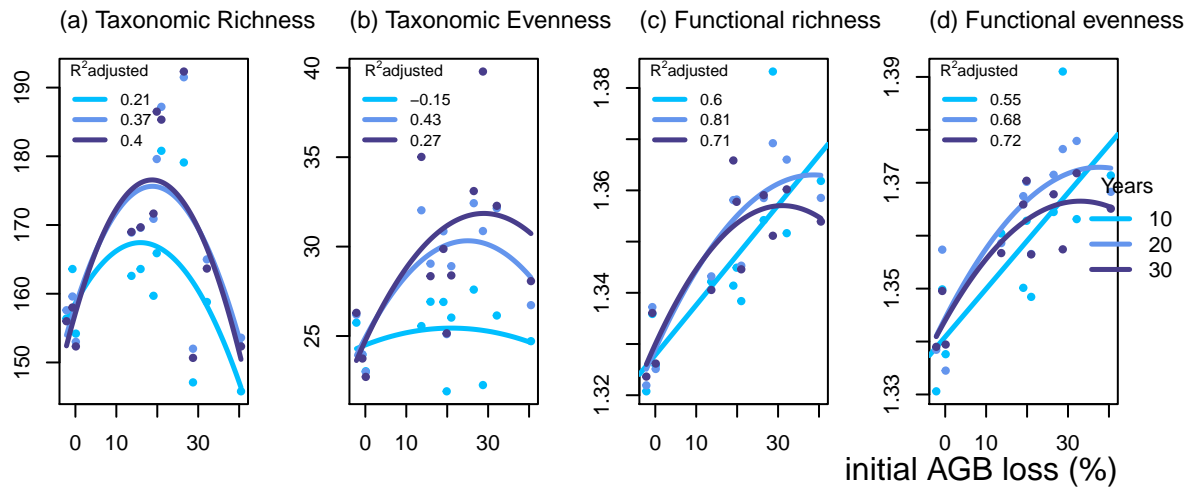 (a) Taxonomic Richness
R²adjusted
0.21
0.37
0.4
190
180
170
160
150
0 10 30
(b) Taxonomic Evenness
R²adjusted
−0.15
0.43
0.27
40
35
30
25
0 10 30
(c) Functional richness
R²adjusted
0.6
0.81
0.71
1.38
1.36
1.34
1.32
0 10 30
(d) Functional evenness
R²adjusted
0.55
0.68
0.72
1.39
1.37
1.35
1.33
0 10 30
Years
10
20
30
initial AGB loss (%)